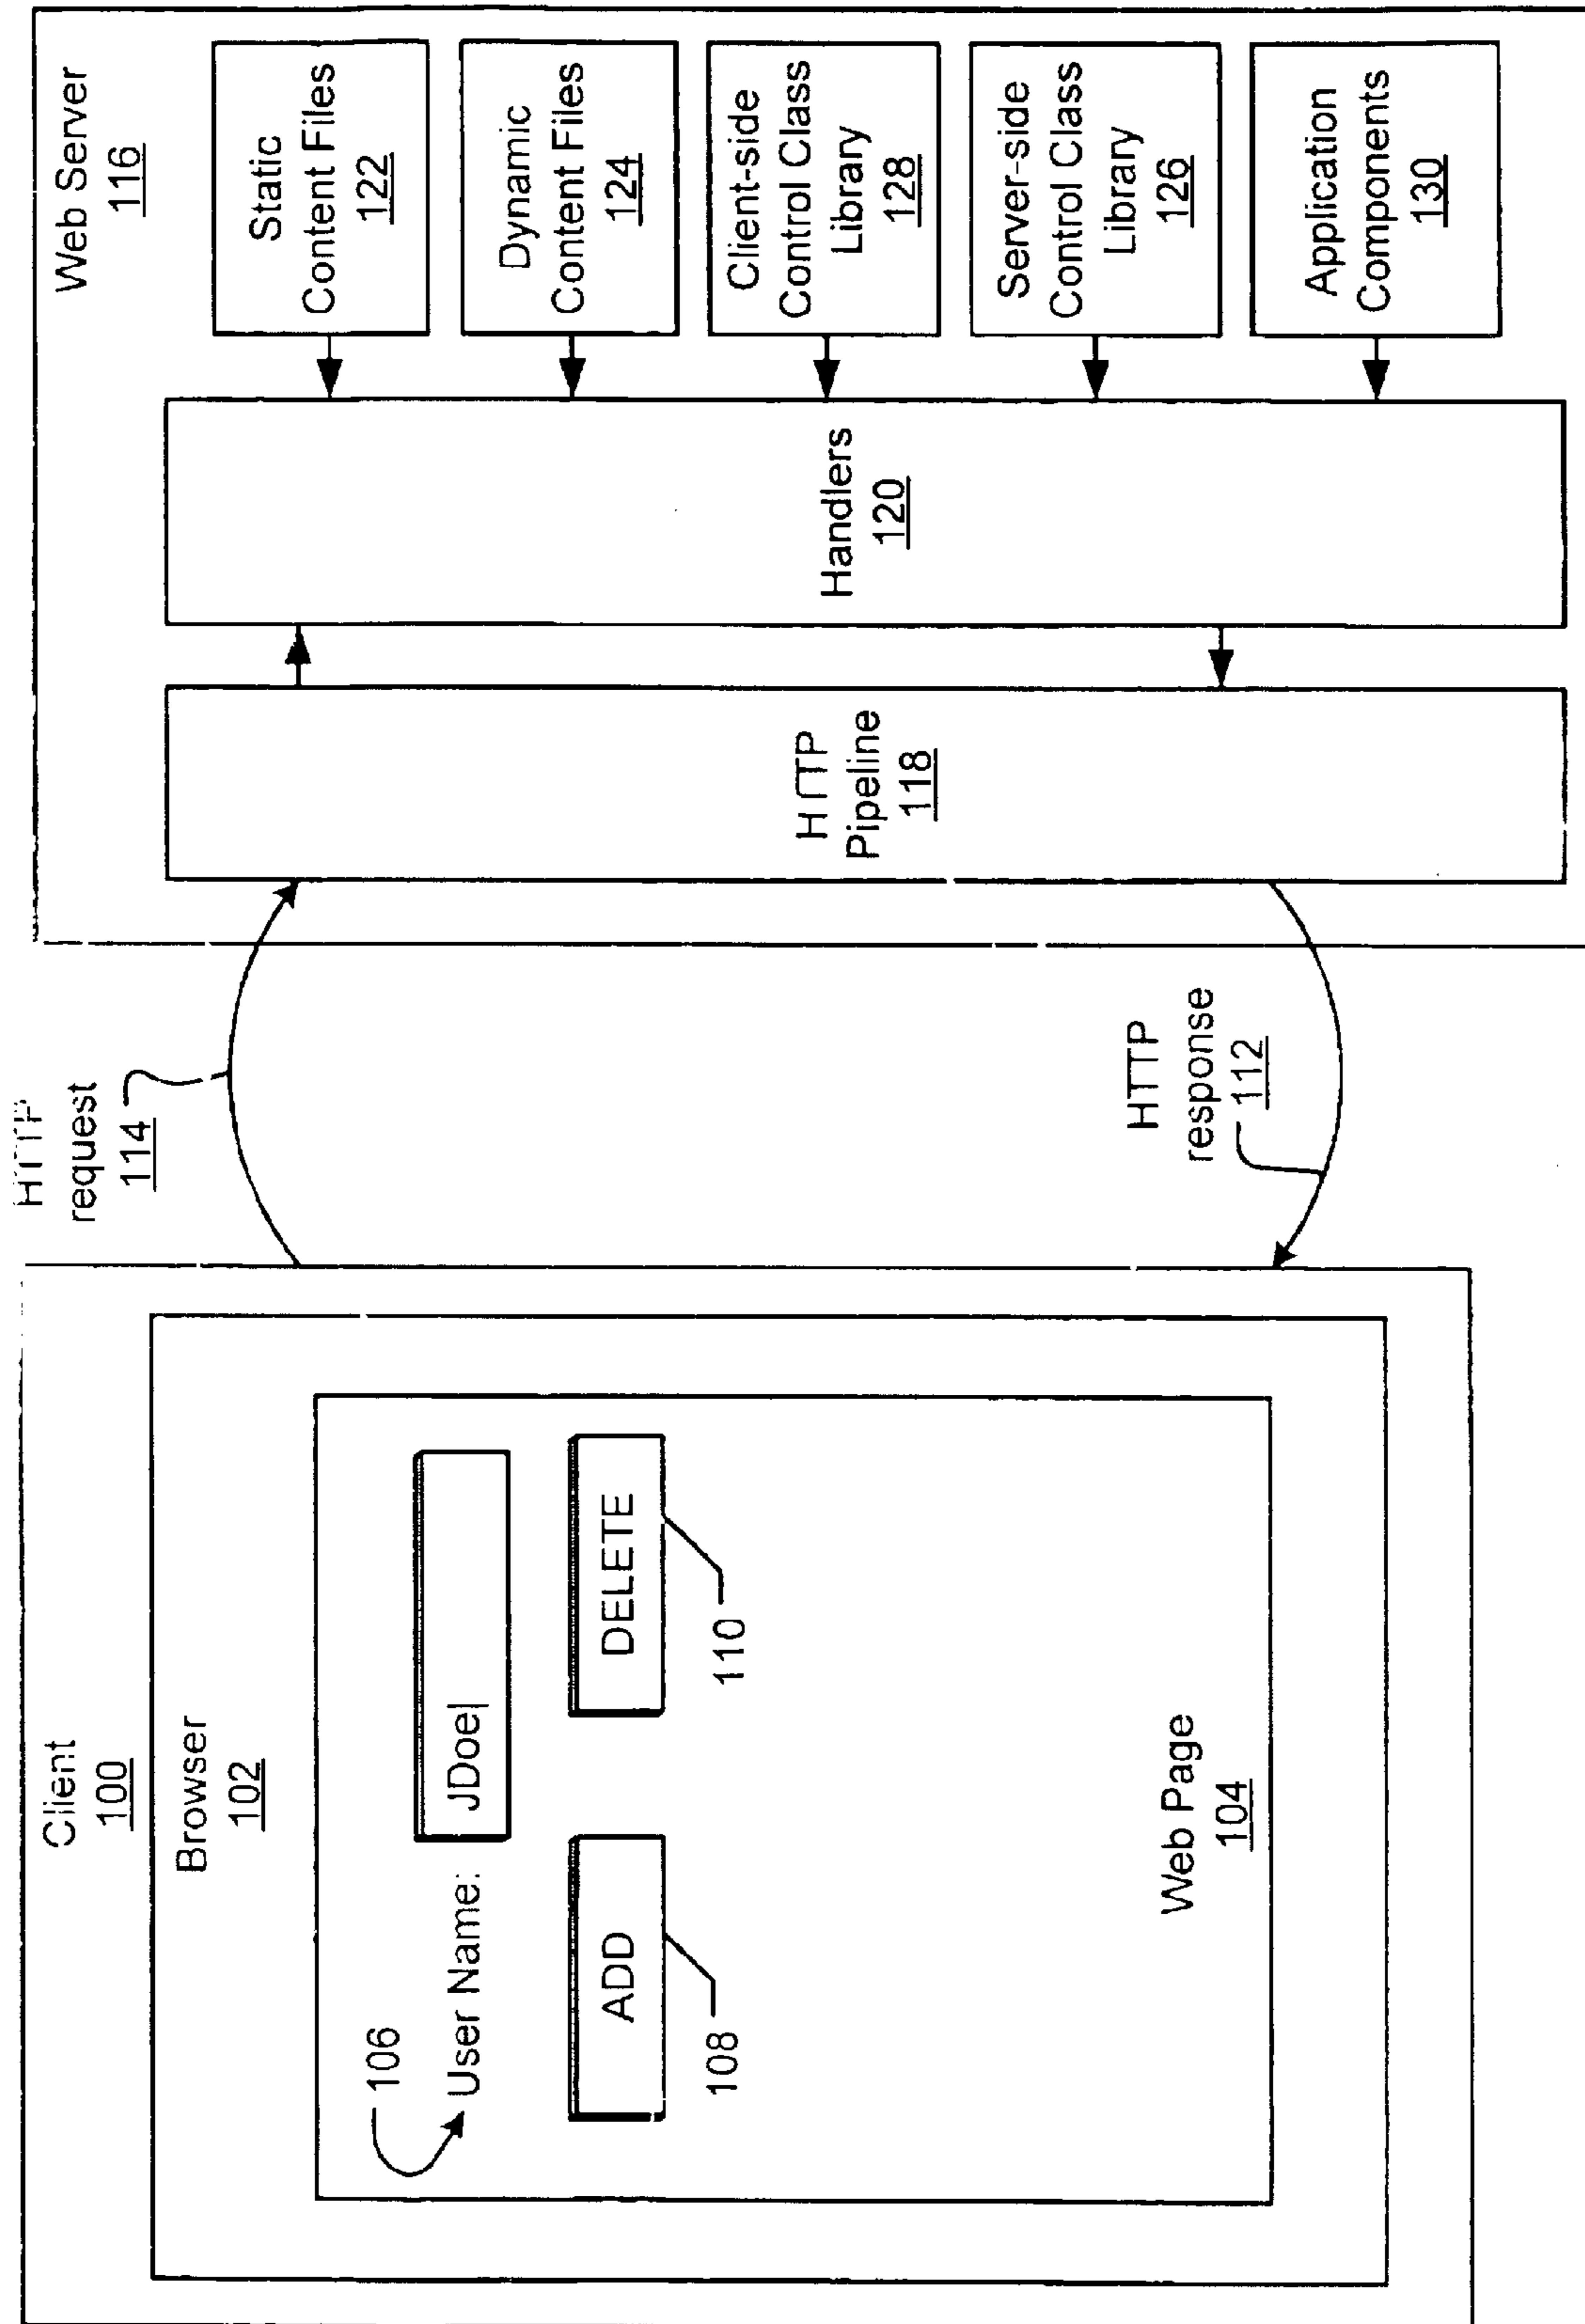 Client
100
Browser
102
106
User Name:
JDoe
ADD
DELETE
108
110
Web Page
104
HTTP
request
114
HTTP
response
112
Web Server
116
HTTP
Pipeline
118
Handlers
120
Static
Content Files
122
Dynamic
Content Files
124
Client-side
Control Class
Library
128
Server-side
Control Class
Library
126
Application
Components
130